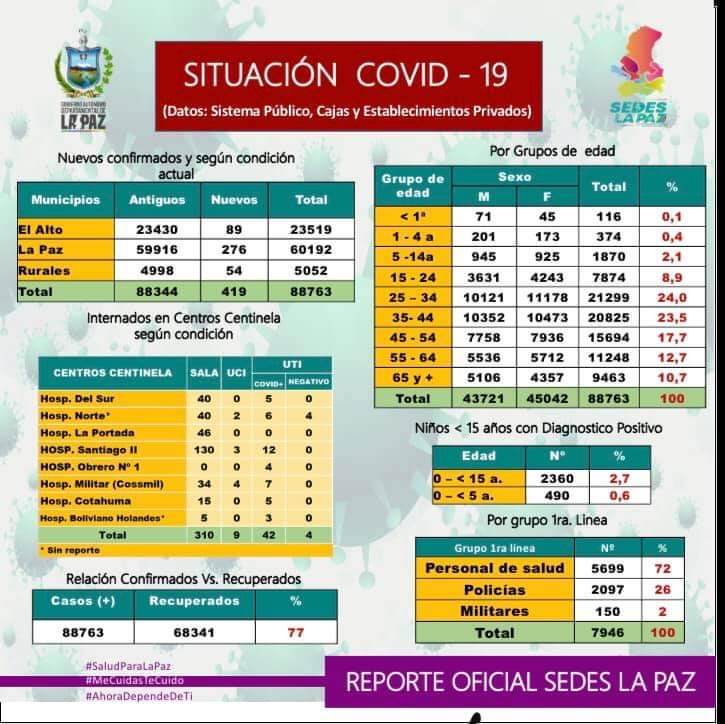 GOBIERNO AUTÓNOMO
DEPARTAMENTAL DE
LA PAZ
SITUACIÓN COVID - 19
(Datos: Sistema Público, Cajas y Establecimientos Privados)
SEDES
LA PAZ
Nuevos confirmados y según condición
actual
Municipios Antiguos Nuevos Total
El Alto 23430 89 23519
La Paz 59916 276 60192
Rurales 4998 54 5052
Total 88344 419 88763
Internados en Centros Centinela
según condición
CENTROS CENTINELA SALA UCI UTI
COVID+ NEGATIVO
Hosp. Del Sur 40 0 5 0
Hosp. Norte* 40 2 6 4
Hosp. La Portada 46 0 0 0
HOSP. Santiago II 130 3 12 0
HOSP. Obrero Nº 1 0 0 4 0
Hosp. Militar (Cossmil) 34 4 7 0
Hosp. Cotahuma 15 0 5 0
Hosp. Boliviano Holandes* 5 0 3 0
Total 310 9 42 4
* Sin reporte
Relación Confirmados Vs. Recuperados
Casos (+) Recuperados %
88763 68341 77
Por Grupos de edad
Grupo de edad Sexo Total %
M F
< 1ª 71 45 116 0,1
1 - 4 a 201 173 374 0,4
5 -14a 945 925 1870 2,1
15 - 24 3631 4243 7874 8,9
25 – 34 10121 11178 21299 24,0
35- 44 10352 10473 20825 23,5
45 - 54 7758 7936 15694 17,7
55 - 64 5536 5712 11248 12,7
65 y + 5106 4357 9463 10,7
Total 43721 45042 88763 100
Niños < 15 años con Diagnostico Positivo
Edad Nº %
0 – < 15 a. 2360 2,7
0 – < 5 a. 490 0,6
Por grupo 1ra. Linea
Grupo 1ra línea Nº %
Personal de salud 5699 72
Policías 2097 26
Militares 150 2
Total 7946 100
#SaludParaLaPaz
#MeCuidasTeCuido
#AhoraDependeDeTi
REPORTE OFICIAL SEDES LA PAZ